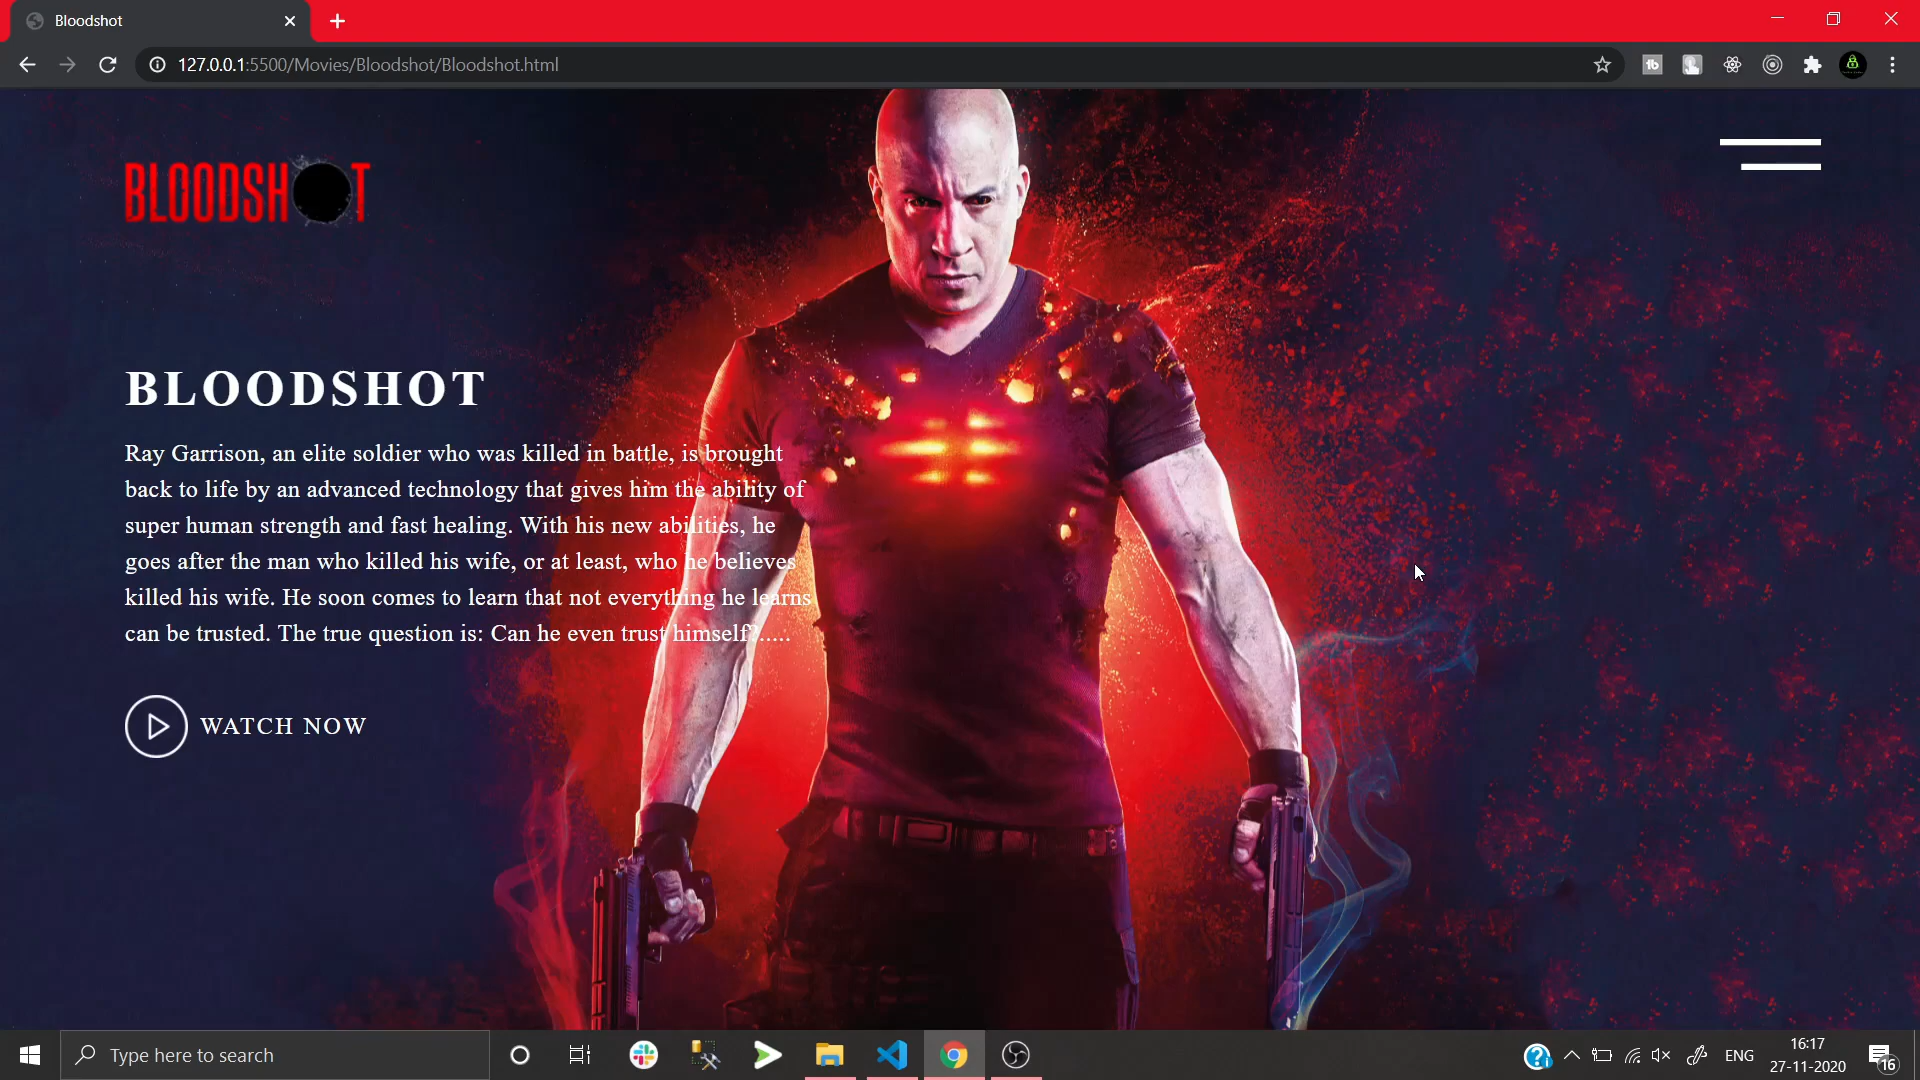 Bloodshot
127.0.0.1:5500/Movies/Bloodshot/Bloodshot.html
BLOODSHOT
BLOODSHOT
Ray Garrison, an elite soldier who was killed in battle, is brought
back to life by an advanced technology that gives him the ability of
super human strength and fast healing. With his new abilities, he
goes after the man who killed his wife, or at least, who he believes
killed his wife. He soon comes to learn that not everything he learns
can be trusted. The true question is: Can he even trust himself?.....
WATCH NOW
Type here to search
ENG
16:17
27-11-2020
16